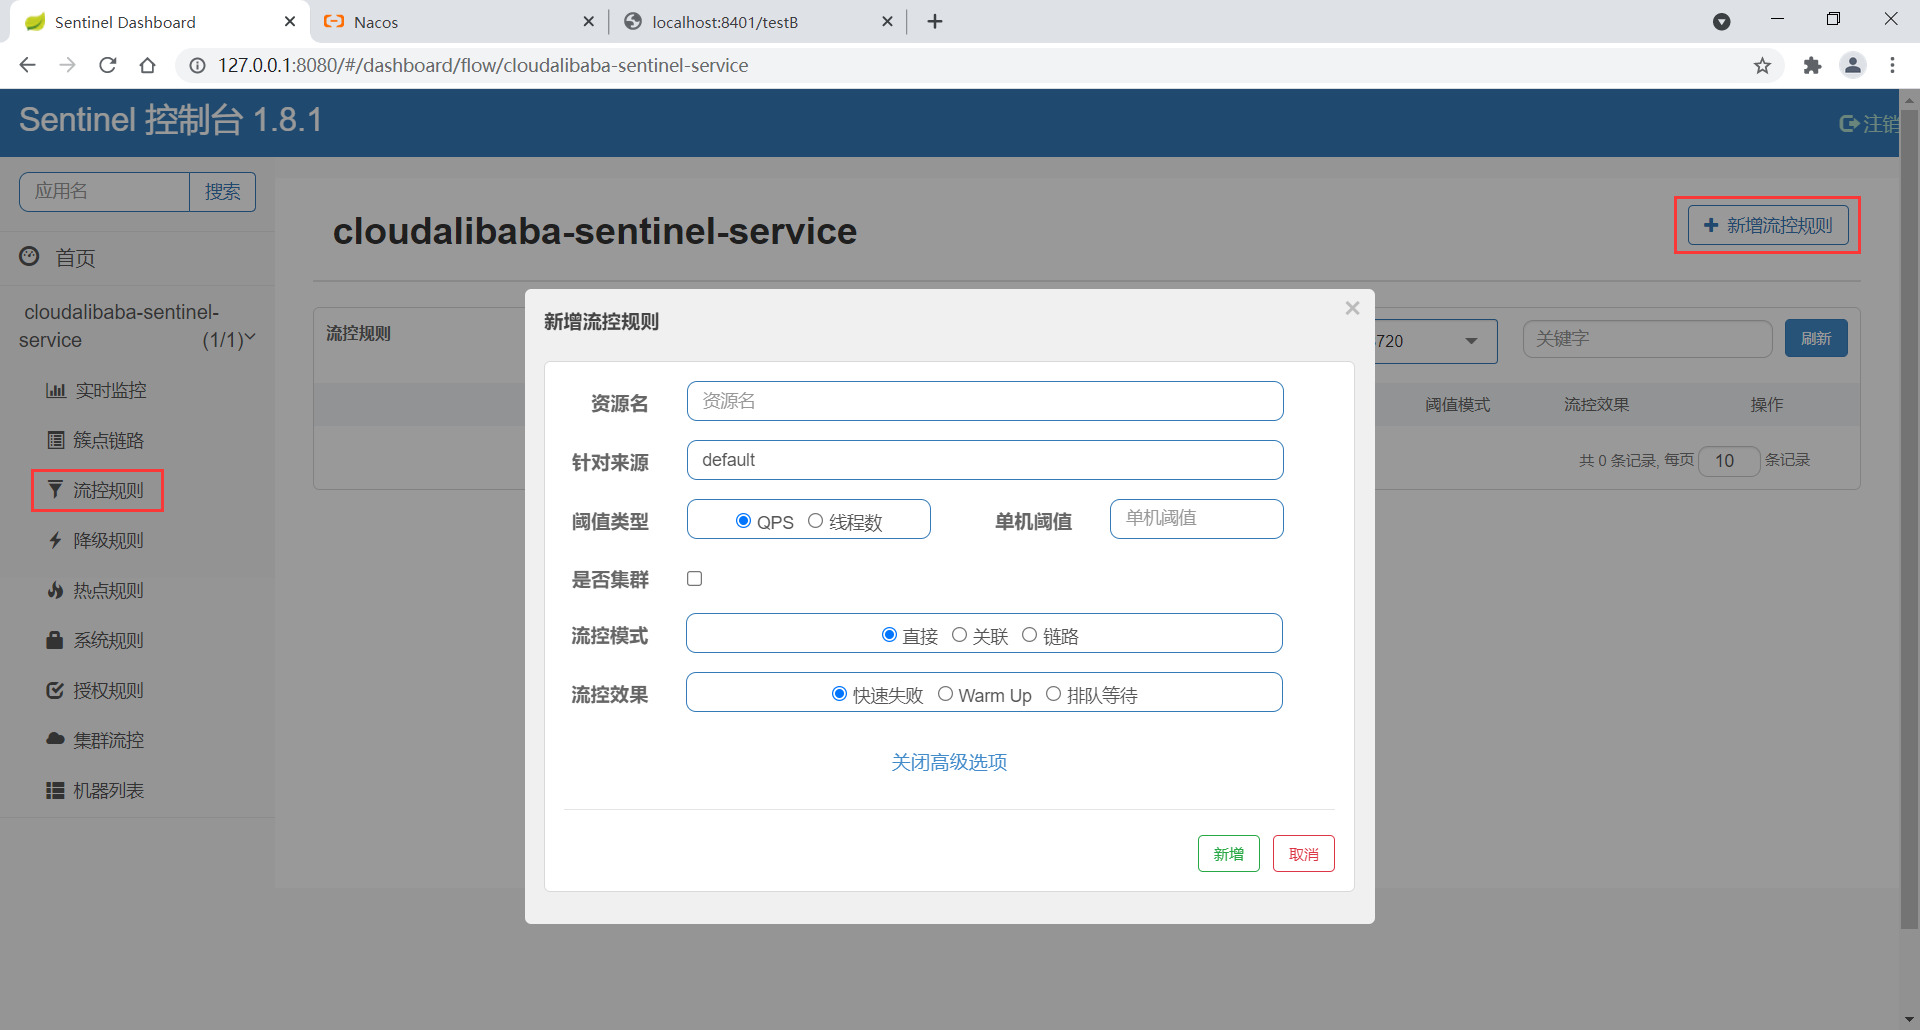 Sentinel Dashboard
Nacos
localhost:8401/testB
127.0.0.1:8080/#/dashboard/flow/cloudalibaba-sentinel-service
Sentinel 控制台 1.8.1
注销
应用名
搜索
首页
cloudalibaba-sentinel-
service (1/1)
实时监控
簇点链路
流控规则
降级规则
热点规则
系统规则
授权规则
集群流控
机器列表
cloudalibaba-sentinel-service
新增流控规则
流控规则
720
关键字
刷新
阈值模式 流控效果 操作
共 0 条记录, 每页 10 条记录
新增流控规则
×
资源名 资源名
针对来源 default
阈值类型 QPS 线程数 单机阈值 单机阈值
是否集群
流控模式 直接 关联 链路
流控效果 快速失败 Warm Up 排队等待
关闭高级选项
新增 取消